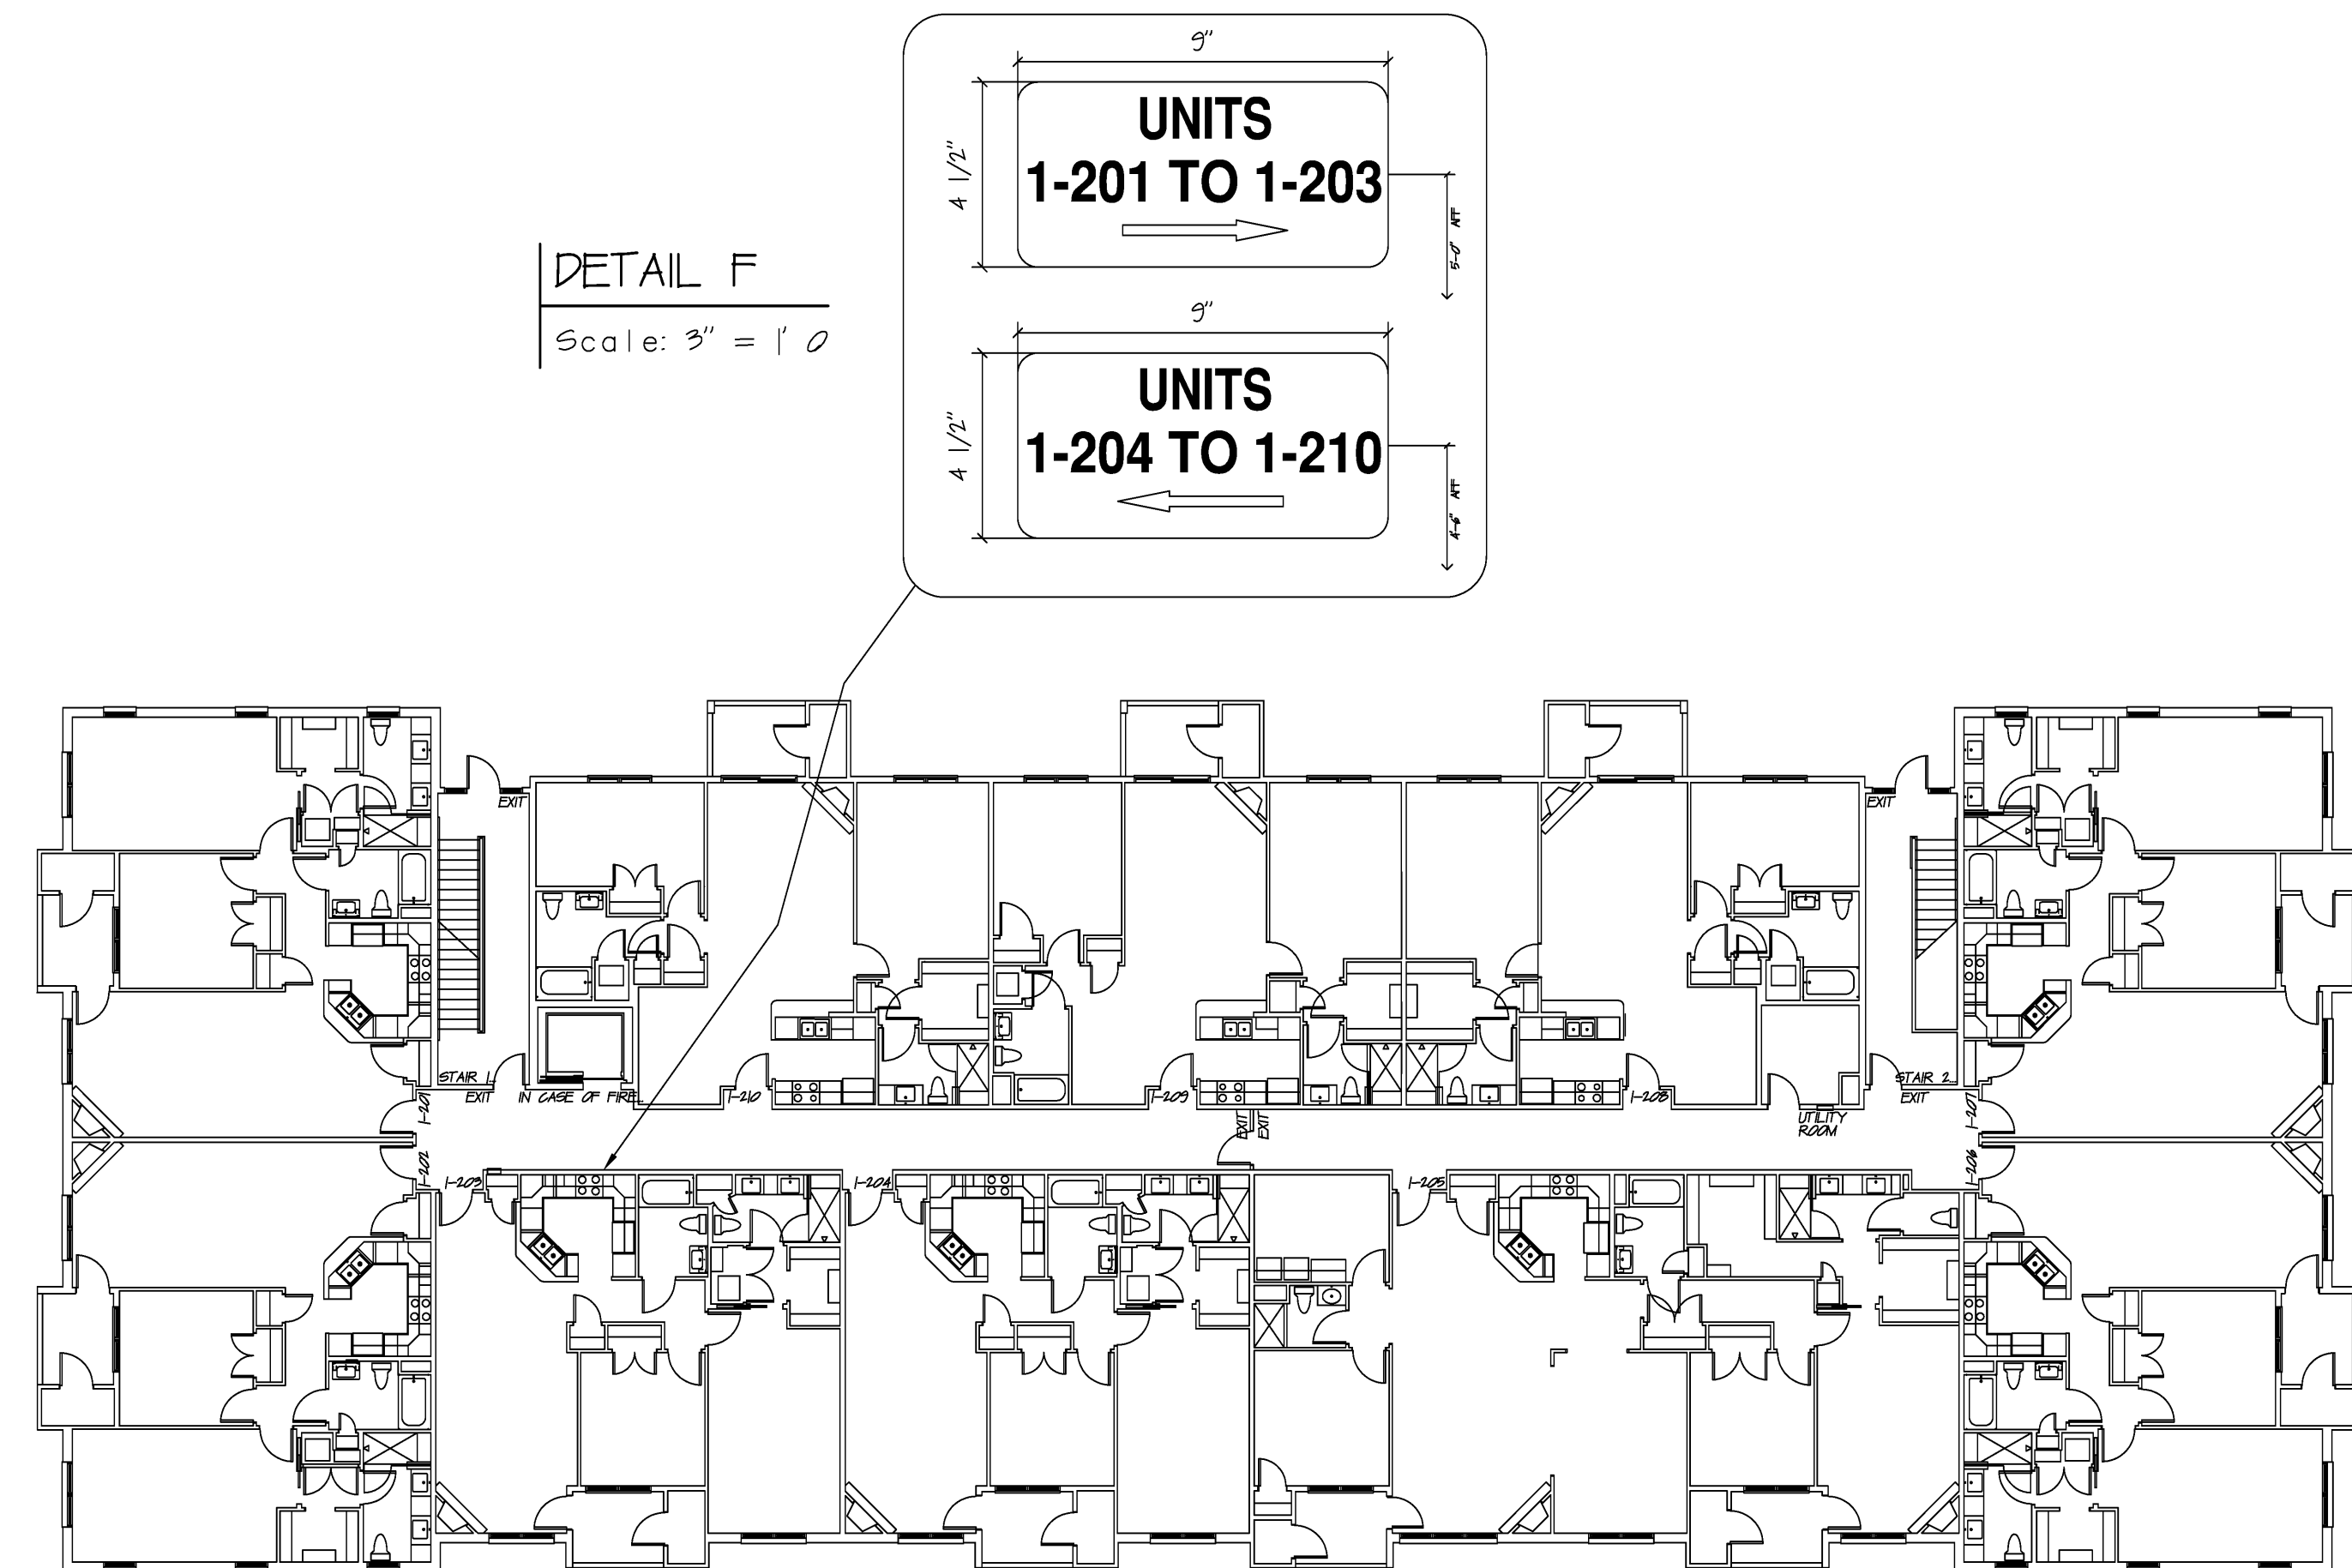 9"
4 1/2"
UNITS
1-201 TO 1-203
5'-0" AFF
DETAIL F
Scale: 3" = 1' 0
9"
4 1/2"
UNITS
1-204 TO 1-210
4'-6" AFF
EXIT
EXIT
STAIR 1
EXIT
IN CASE OF FIRE...
1-210
1-209
1-208
STAIR 2...
EXIT
1-201
EXIT
EXIT
UTILITY
ROOM
1-207
1-202
1-203
1-204
1-205
1-206